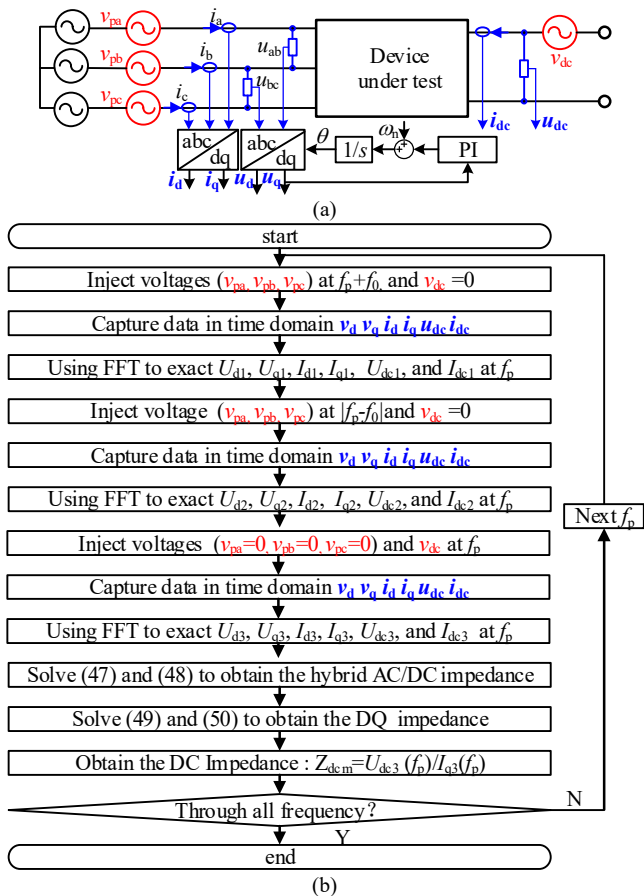 v_pa
i_a
v_pb
i_b
u_ab
v_pc
i_c
u_bc
Device
under test
v_dc
abc
dq
abc
dq
θ
1/s
ω_n
+
+
PI
i_dc
u_dc
i_d
i_q
u_d
u_q
(a)
start
Inject voltages (v_pa, v_pb, v_pc) at f_p+f_0, and v_dc =0
Capture data in time domain v_d v_q i_d i_q u_dc i_dc
Using FFT to exact U_d1, U_q1, I_d1, I_q1, U_dc1, and I_dc1 at f_p
Inject voltage (v_pa, v_pb, v_pc) at |f_p-f_0| and v_dc =0
Capture data in time domain v_d v_q i_d i_q u_dc i_dc
Using FFT to exact U_d2, U_q2, I_d2, I_q2, U_dc2, and I_dc2 at f_p
Next f_p
Inject voltages (v_pa=0, v_pb=0, v_pc=0) and v_dc at f_p
Capture data in time domain v_d v_q i_d i_q u_dc i_dc
Using FFT to exact U_d3, U_q3, I_d3, I_q3, U_dc3, and I_dc3 at f_p
Solve (47) and (48) to obtain the hybrid AC/DC impedance
Solve (49) and (50) to obtain the DQ impedance
Obtain the DC Impedance : Z_dcm=U_dc3 (f_p)/I_q3(f_p)
Through all frequency?
N
Y
end
(b)